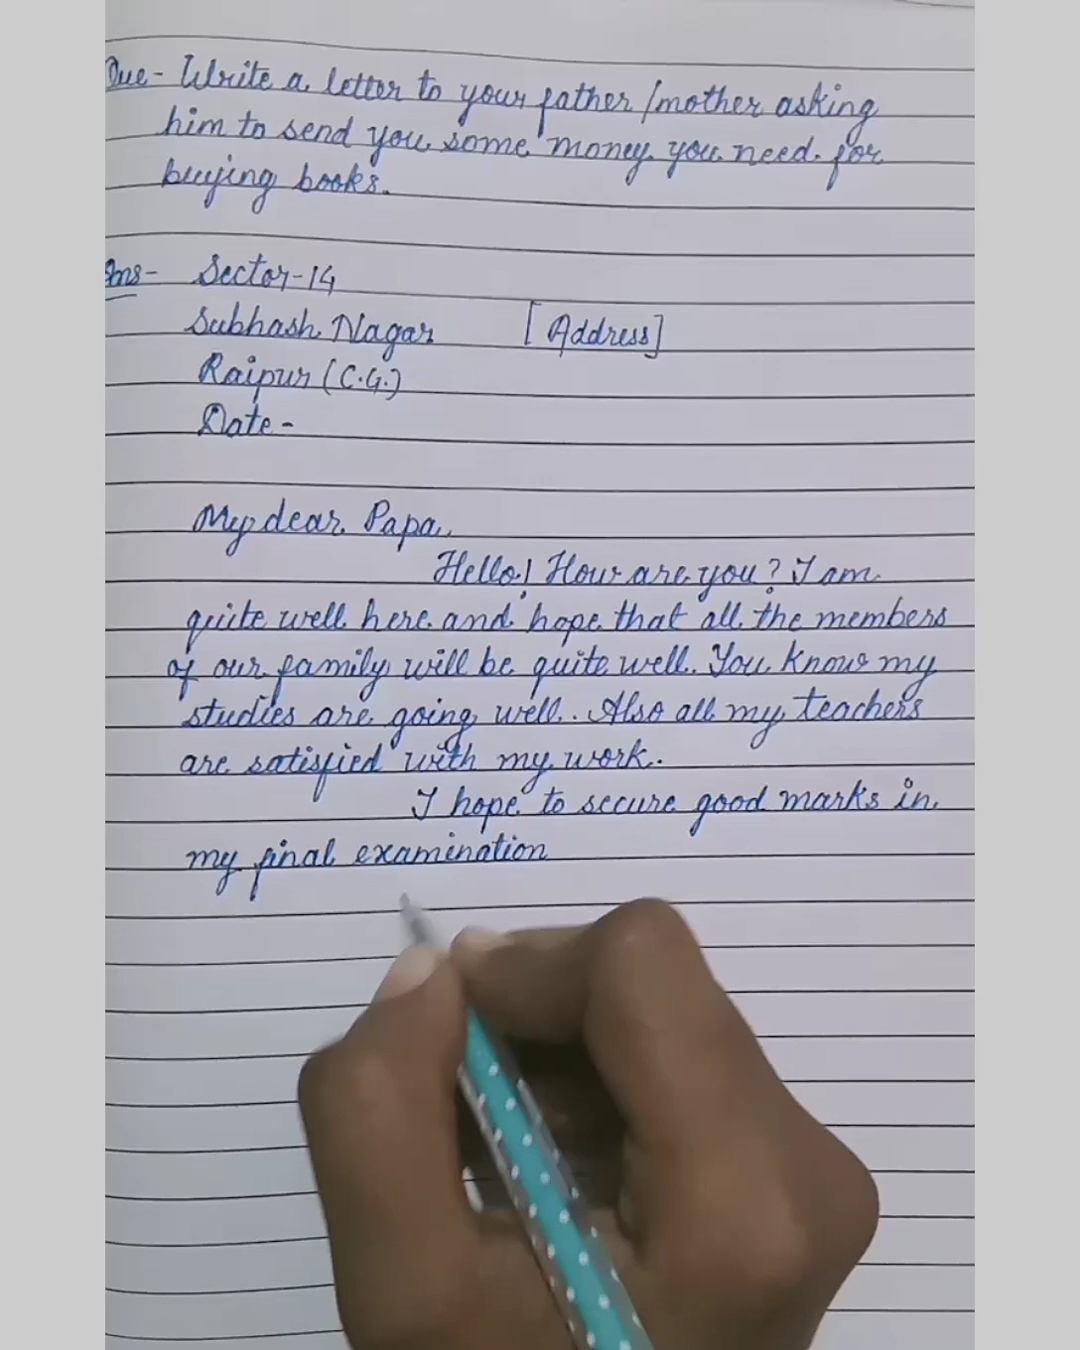 Que- Write a letter to your father/mother asking
him to send you some money you need for
buying books.
Ans- Sector-14
Subhash Nagar [Address]
Raipur (C.G.)
Date-
My dear Papa,
Hello! How are you? I am
quite well here and hope that all the members
of our family will be quite well. You know my
studies are going well. Also all my teachers
are satisfied with my work.
I hope to secure good marks in
my final examination